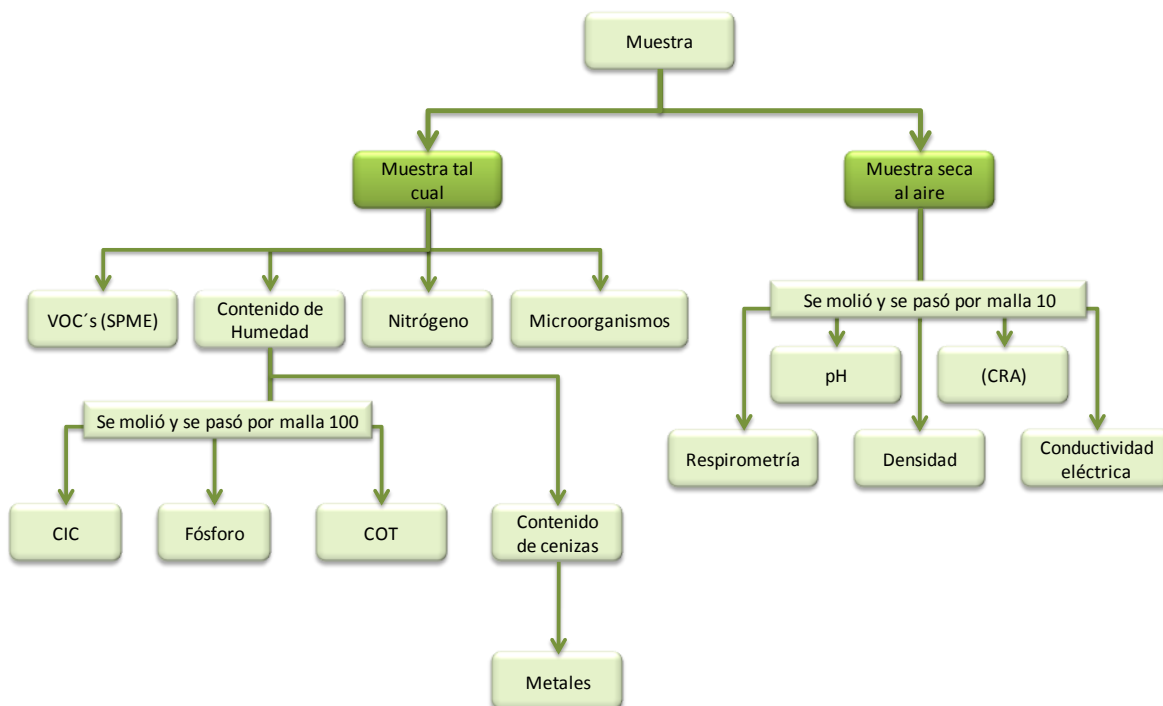 Muestra
Muestra tal
cual
Muestra seca
al aire
VOC´s (SPME)
Contenido de
Humedad
Nitrógeno
Microorganismos
Se molió y se pasó por malla 10
pH
(CRA)
Se molió y se pasó por malla 100
Respirometría
Densidad
Conductividad
eléctrica
CIC
Fósforo
COT
Contenido
de cenizas
Metales